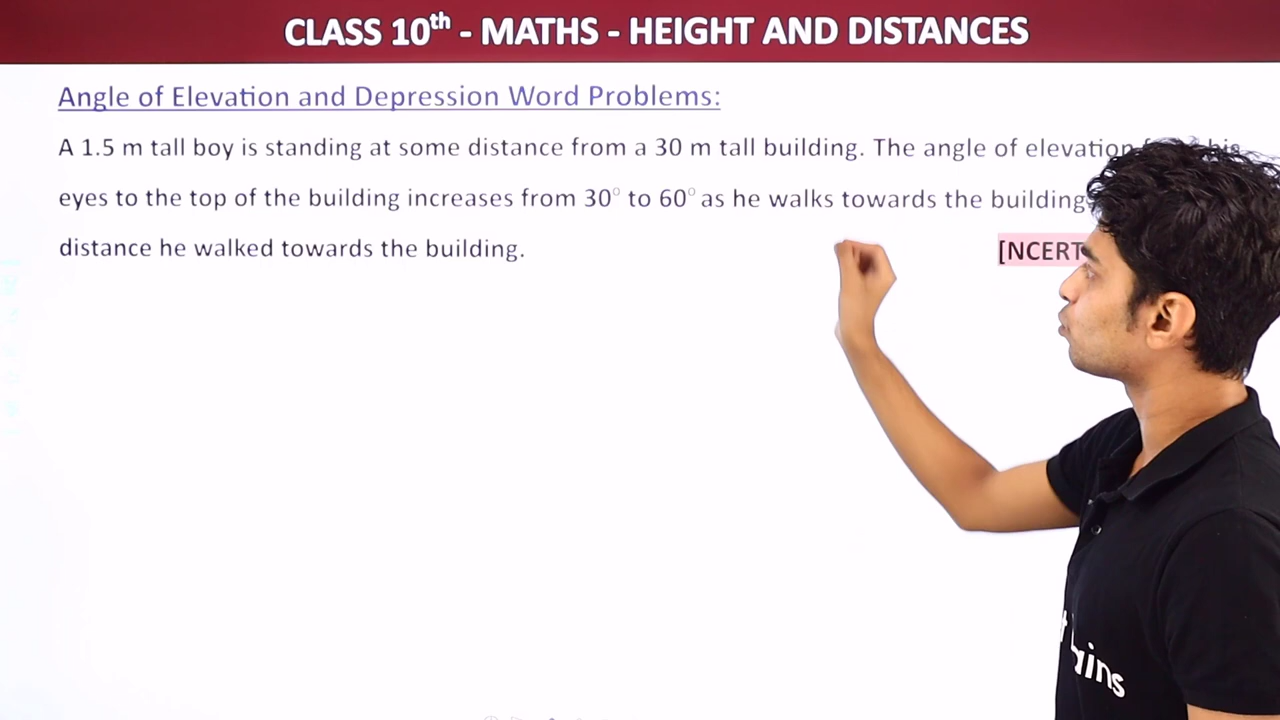 CLASS 10th - MATHS - HEIGHT AND DISTANCES
Angle of Elevation and Depression Word Problems:
A 1.5 m tall boy is standing at some distance from a 30 m tall building. The angle of elevation his
eyes to the top of the building increases from 30° to 60° as he walks towards the building
distance he walked towards the building.
[NCERT